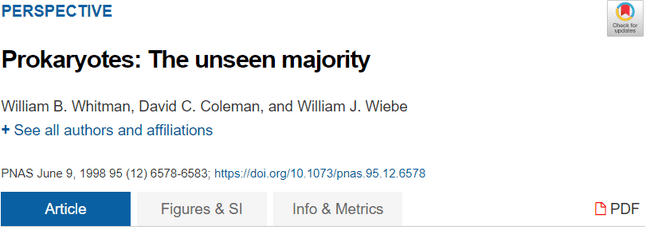 PERSPECTIVE
Check for
updates
Prokaryotes: The unseen majority
William B. Whitman, David C. Coleman, and William J. Wiebe
+ See all authors and affiliations
PNAS June 9, 1998 95 (12) 6578-6583; https://doi.org/10.1073/pnas.95.12.6578
Article Figures & SI Info & Metrics PDF